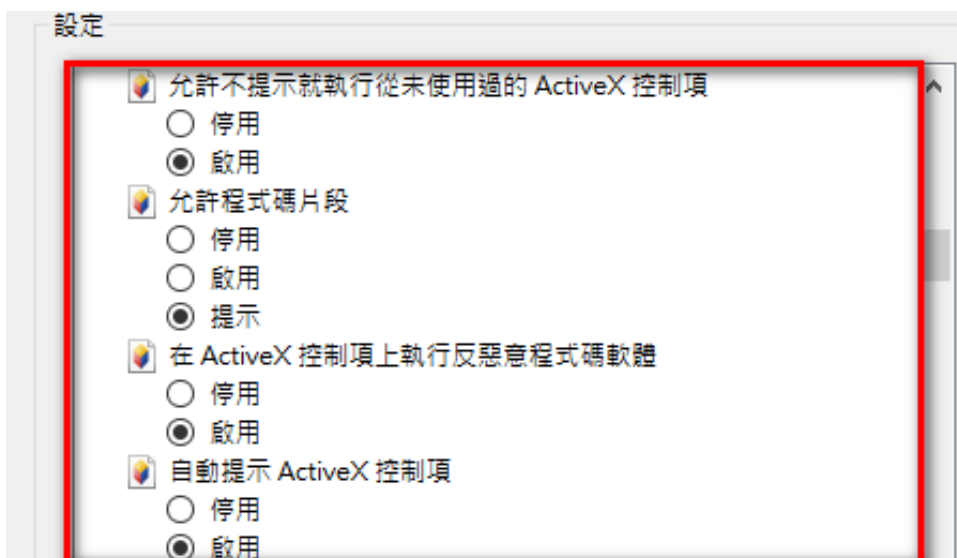 設定
允許不提示就執行從未使用過的 ActiveX 控制項
停用
啟用
允許程式碼片段
停用
啟用
提示
在 ActiveX 控制項上執行反惡意程式碼軟體
停用
啟用
自動提示 ActiveX 控制項
停用
啟用